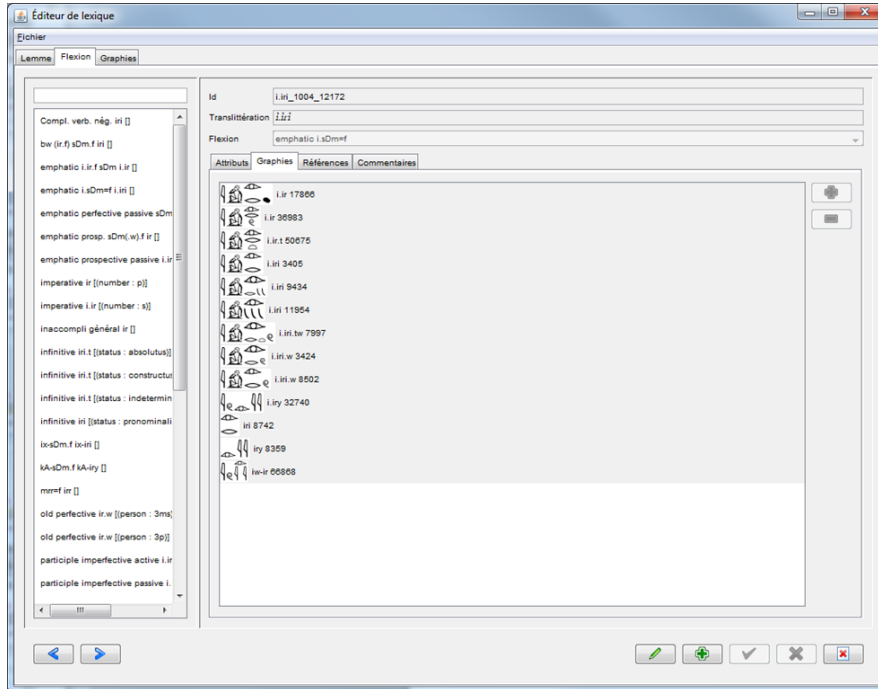 Éditeur de lexique
Fichier
Lemme Flexion Graphies
Id i.iri_1004_12172
Translittération i.iri
Flexion emphatic i.sDm=f
Attributs Graphies Références Commentaires
Compl. verb. nég. iri []
bw (ir.f) sDm.f iri []
emphatic i.ir.f sDm i.ir []
emphatic i.sDm=f i.iri []
emphatic perfective passive sDm
emphatic prosp. sDm(.w).f ir []
emphatic prospective passive i.ir
imperative ir [(number : p)]
imperative i.ir [(number : s)]
inaccompli général ir []
infinitive iri.t [(status : absolutus)]
infinitive iri.t [(status : constructus
infinitive iri.t [(status : indetermin
infinitive iri [(status : pronominali
ix-sDm.f ix-iri []
kA-sDm.f kA-iry []
mrr=f irr []
old perfective ir.w [(person : 3ms)
old perfective ir.w [(person : 3p)]
participle imperfective active i.ir
participle imperfective passive i.
i.ir 17866
i.ir 36983
i.ir.t 50675
i.iri 3405
i.iri 9434
i.iri 11954
i.iri.tw 7997
i.iri.w 3424
i.iri.w 8502
i.iry 32740
iri 8742
iry 8359
iw-ir 66868